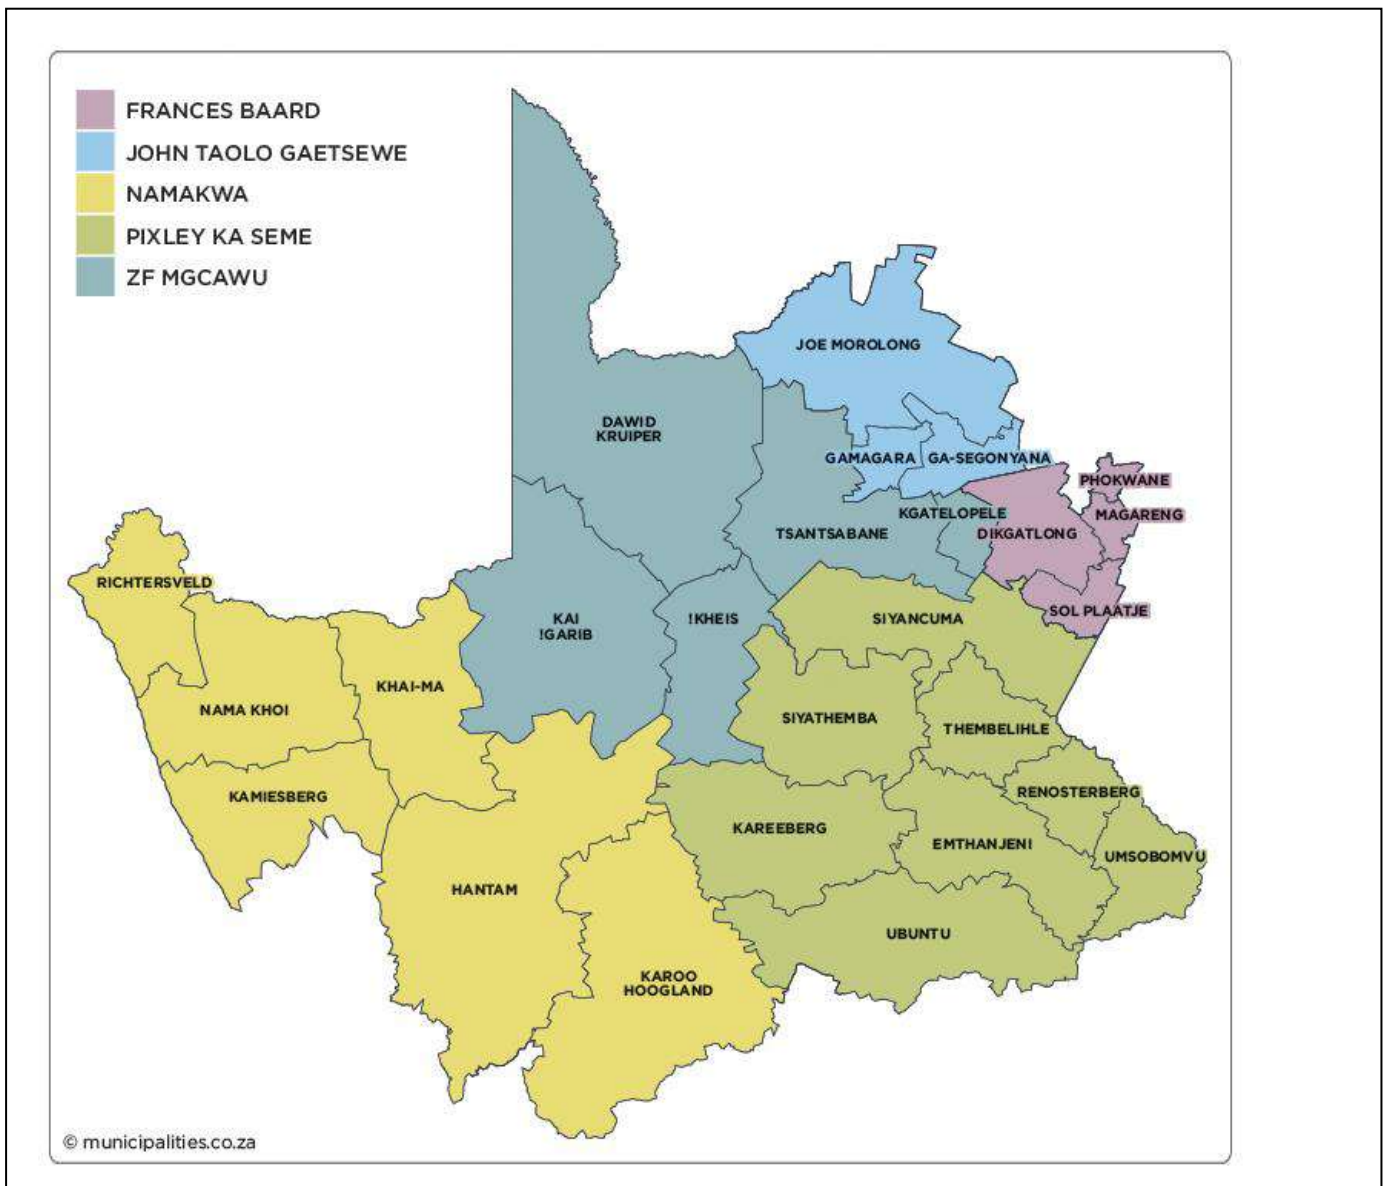 FRANCES BAARD
JOHN TAOLO GAETSEWE
NAMAKWA
PIXLEY KA SEME
ZF MGCAWU
JOE MOROLONG
DAWID
KRUIPER
GAMAGARA
GA-SEGONYANA
PHOKWANE
KGATELOPELE
MAGARENG
TSANTSABANE
DIKGATLONG
RICHTERSVELD
KAI
!GARIB
!KHEIS
SIYANCUMA
SOL PLAATJE
KHAI-MA
NAMA KHOI
SIYATHEMBA
THEMBELIHLE
KAMIESBERG
RENOSTERBERG
KAREEBERG
EMTHANJENI
UMSOBOMVU
HANTAM
UBUNTU
KAROO
HOOGLAND
© municipalities.co.za